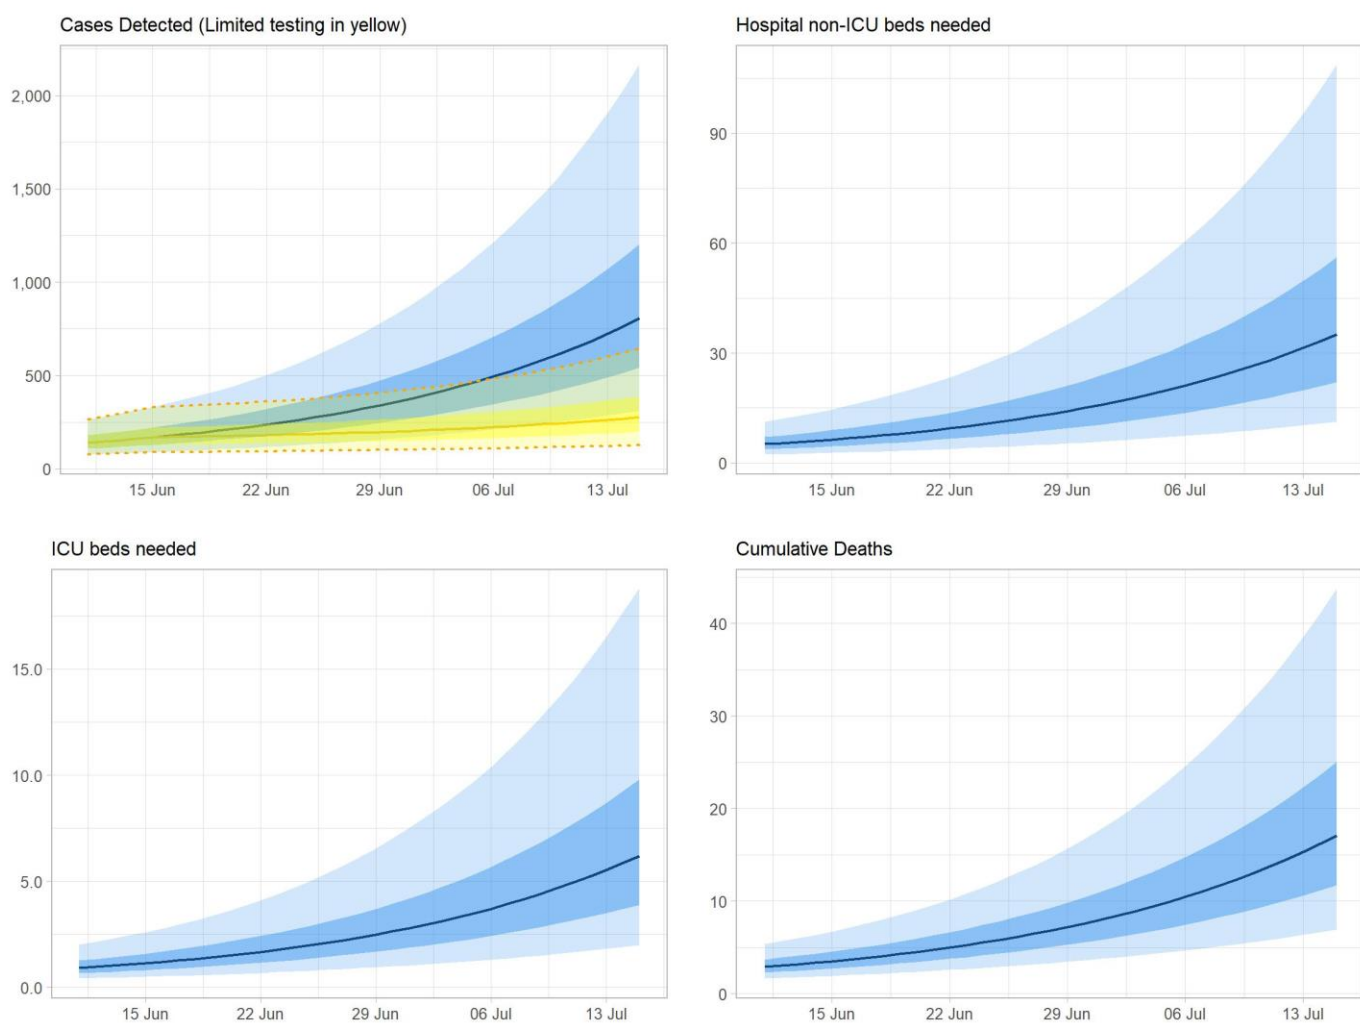 Cases Detected (Limited testing in yellow)
2,000
1,500
1,000
500
0
15 Jun 22 Jun 29 Jun 06 Jul 13 Jul
Hospital non-ICU beds needed
90
60
30
0
15 Jun 22 Jun 29 Jun 06 Jul 13 Jul
ICU beds needed
15.0
10.0
5.0
0.0
15 Jun 22 Jun 29 Jun 06 Jul 13 Jul
Cumulative Deaths
40
30
20
10
0
15 Jun 22 Jun 29 Jun 06 Jul 13 Jul